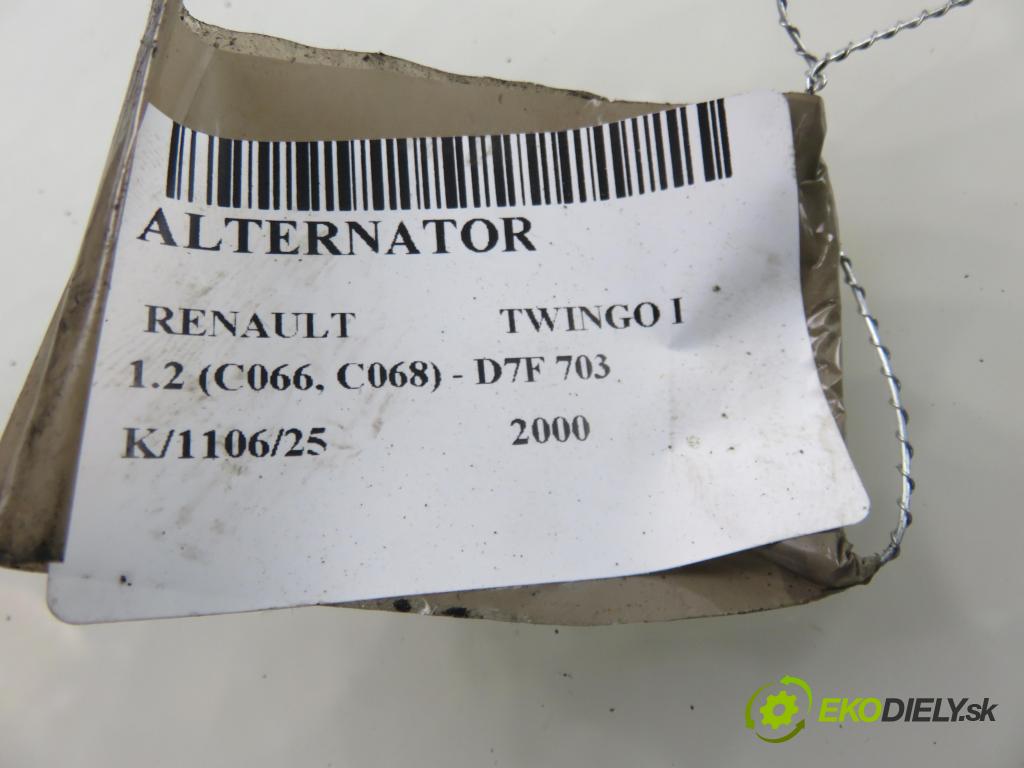 ALTERNATOR
RENAULT TWINGO I
1.2 (C066, C068) - D7F 703
K/1106/25 2000
EKODIELY.sk